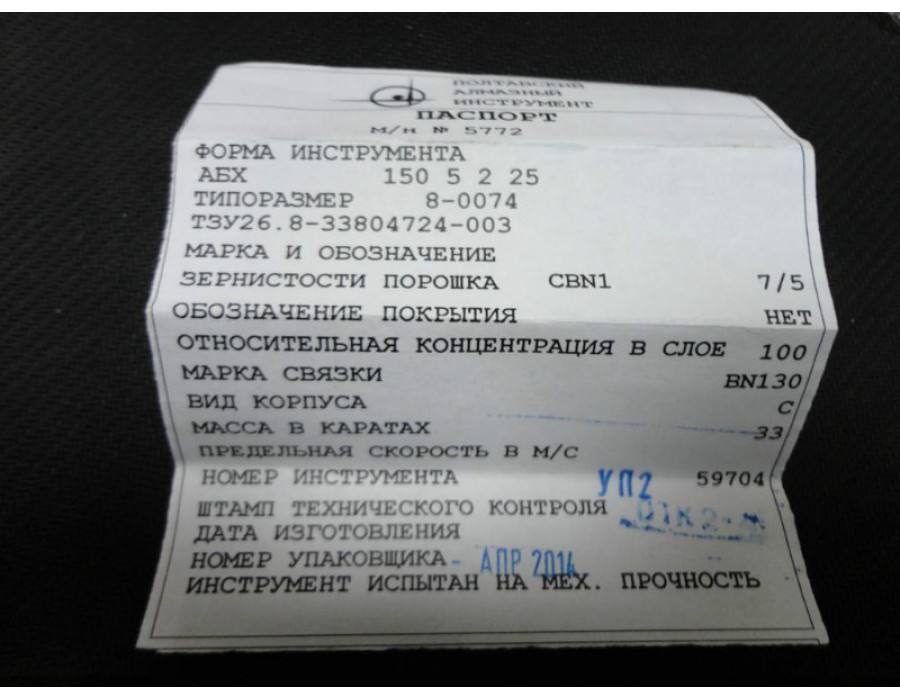 ПОЛТАВСКИЙ
АЛМАЗНЫЙ
ИНСТРУМЕНТ
ПАСПОРТ
М/Н № 5772
ФОРМА ИНСТРУМЕНТА
АБХ 150 5 2 25
ТИПОРАЗМЕР 8-0074
ТЗУ26.8-33804724-003
МАРКА И ОБОЗНАЧЕНИЕ
ЗЕРНИСТОСТИ ПОРОШКА CBN1 7/5
ОБОЗНАЧЕНИЕ ПОКРЫТИЯ НЕТ
ОТНОСИТЕЛЬНАЯ КОНЦЕНТРАЦИЯ В СЛОЕ 100
МАРКА СВЯЗКИ BN130
ВИД КОРПУСА С
МАССА В КАРАТАХ 33
ПРЕДЕЛЬНАЯ СКОРОСТЬ В М/С
НОМЕР ИНСТРУМЕНТА УП2 59704
ШТАМП ТЕХНИЧЕСКОГО КОНТРОЛЯ
ДАТА ИЗГОТОВЛЕНИЯ
НОМЕР УПАКОВЩИКА - АПР 2014
ИНСТРУМЕНТ ИСПЫТАН НА МЕХ. ПРОЧНОСТЬ